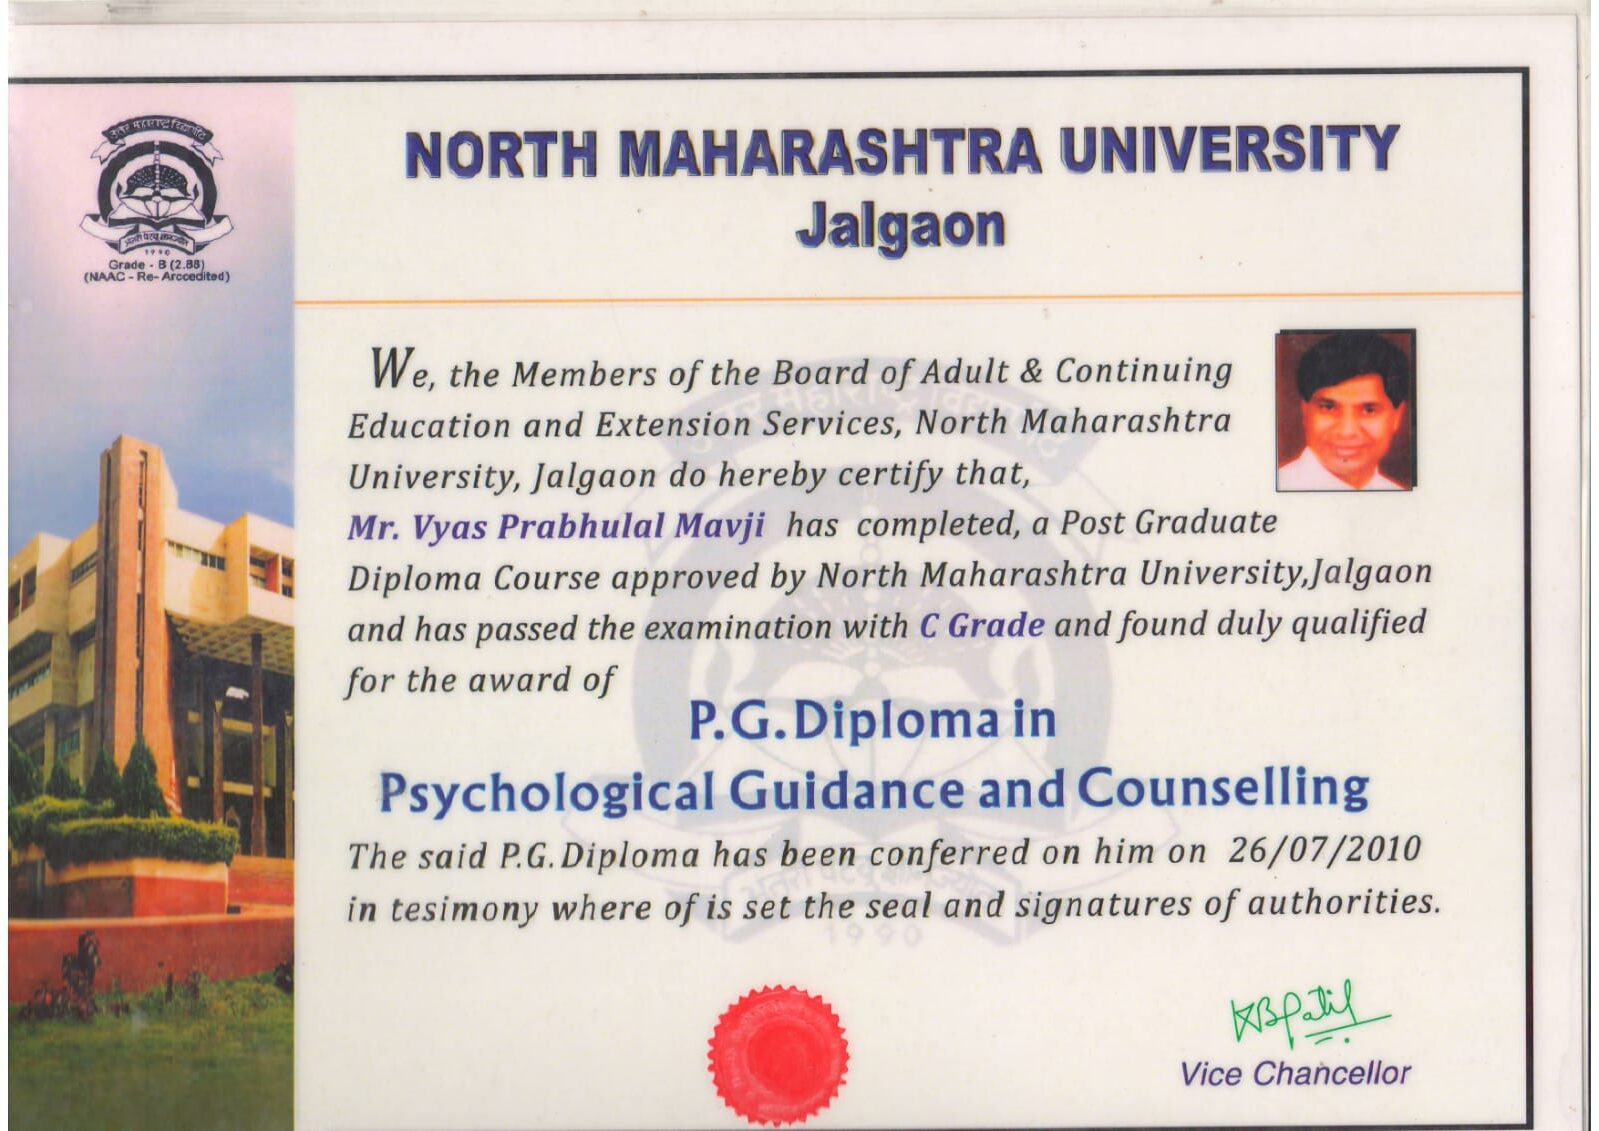 उत्तर महाराष्ट्र विद्यापीठ
1990
Grade - B (2.88)
(NAAC - Re- Arccedited)
NORTH MAHARASHTRA UNIVERSITY
Jalgaon
We, the Members of the Board of Adult & Continuing
Education and Extension Services, North Maharashtra
University, Jalgaon do hereby certify that,
Mr. Vyas Prabhulal Mavji has completed, a Post Graduate
Diploma Course approved by North Maharashtra University,Jalgaon
and has passed the examination with C Grade and found duly qualified
for the award of
P.G.Diploma in
Psychological Guidance and Counselling
The said P.G.Diploma has been conferred on him on 26/07/2010
in tesimony where of is set the seal and signatures of authorities.
1990
KBPatil
Vice Chancellor